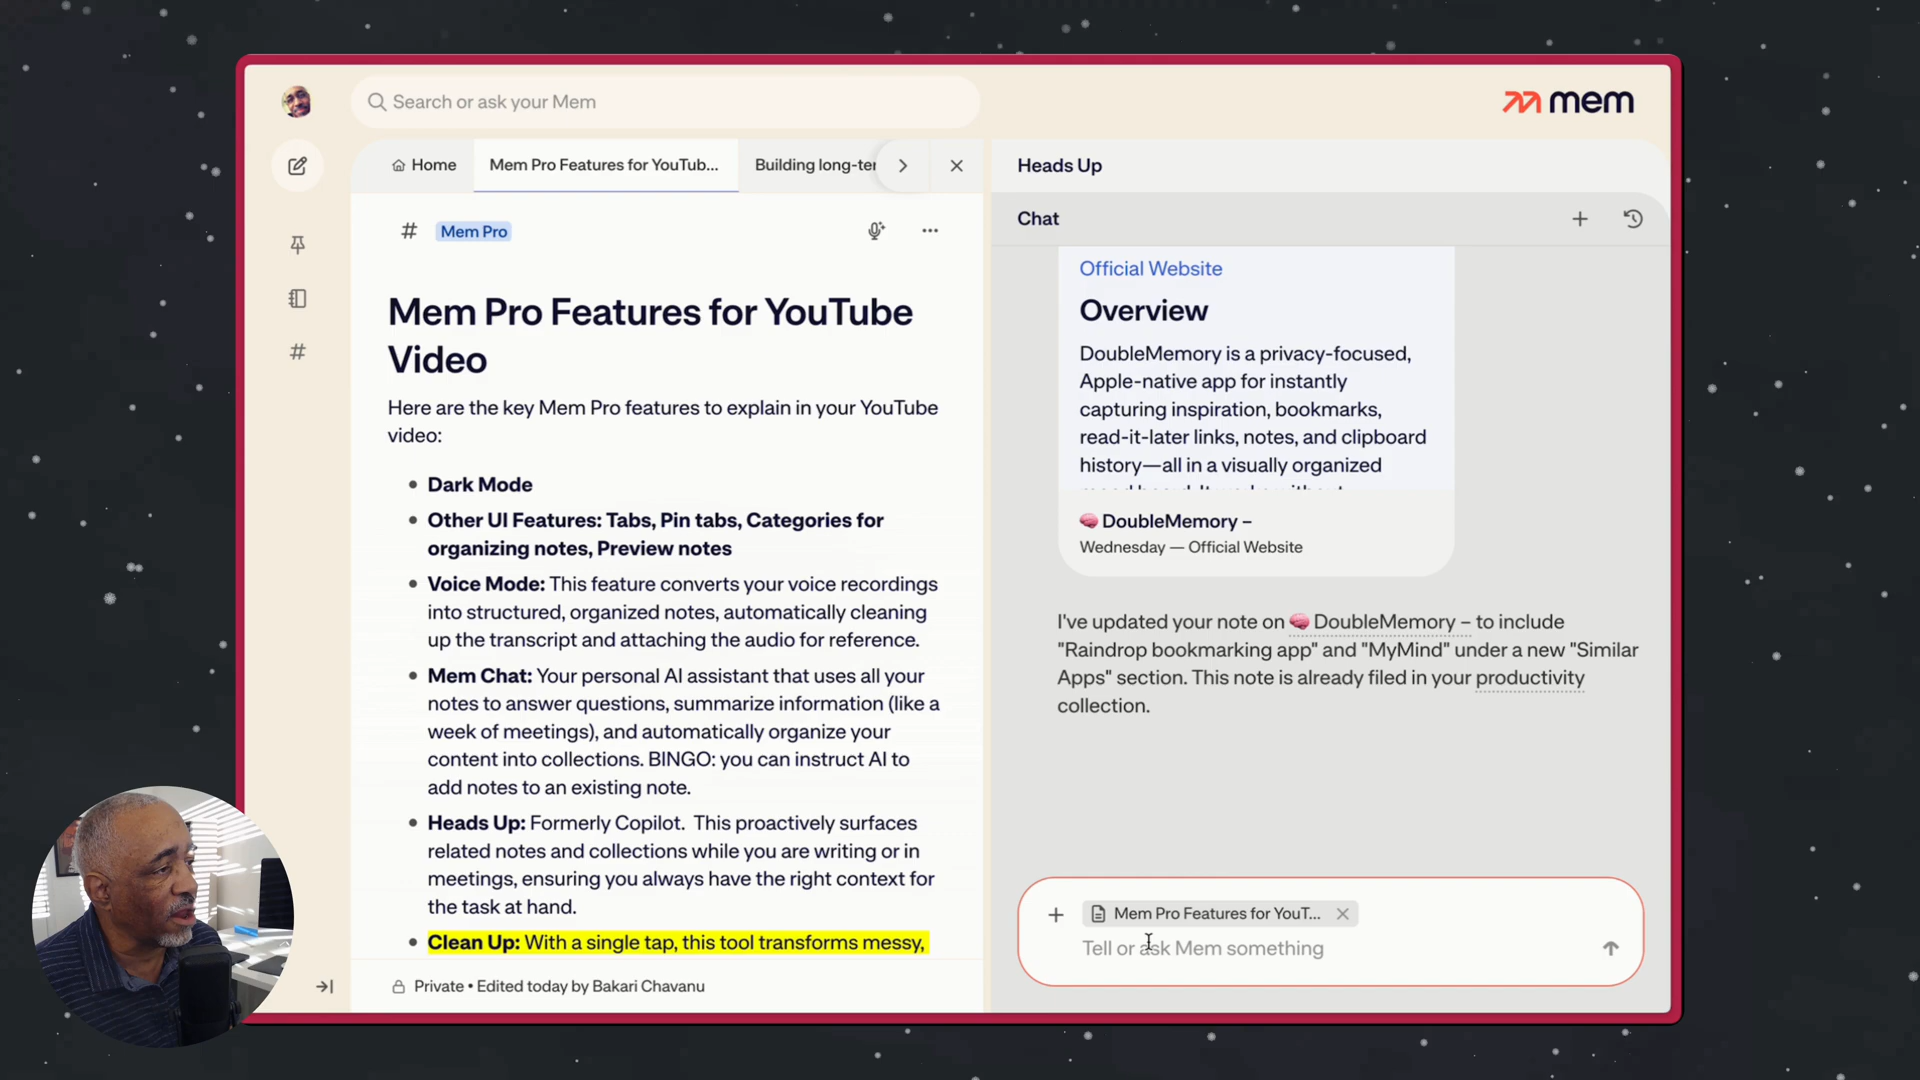 Search or ask your Mem
mem
Home
Mem Pro Features for YouTub...
Building long-ter
Heads Up
Chat
# Mem Pro
Mem Pro Features for YouTube
Video
Here are the key Mem Pro features to explain in your YouTube
video:
• Dark Mode
• Other UI Features: Tabs, Pin tabs, Categories for
organizing notes, Preview notes
• Voice Mode: This feature converts your voice recordings
into structured, organized notes, automatically cleaning
up the transcript and attaching the audio for reference.
• Mem Chat: Your personal AI assistant that uses all your
notes to answer questions, summarize information (like a
week of meetings), and automatically organize your
content into collections. BINGO: you can instruct AI to
add notes to an existing note.
• Heads Up: Formerly Copilot.  This proactively surfaces
related notes and collections while you are writing or in
meetings, ensuring you always have the right context for
the task at hand.
• Clean Up: With a single tap, this tool transforms messy,
Private • Edited today by Bakari Chavanu
Official Website
Overview
DoubleMemory is a privacy-focused,
Apple-native app for instantly
capturing inspiration, bookmarks,
read-it-later links, notes, and clipboard
history—all in a visually organized
🧠 DoubleMemory –
Wednesday — Official Website
I've updated your note on 🧠 DoubleMemory – to include
"Raindrop bookmarking app" and "MyMind" under a new "Similar
Apps" section. This note is already filed in your productivity
collection.
Mem Pro Features for YouT...
Tell or ask Mem something